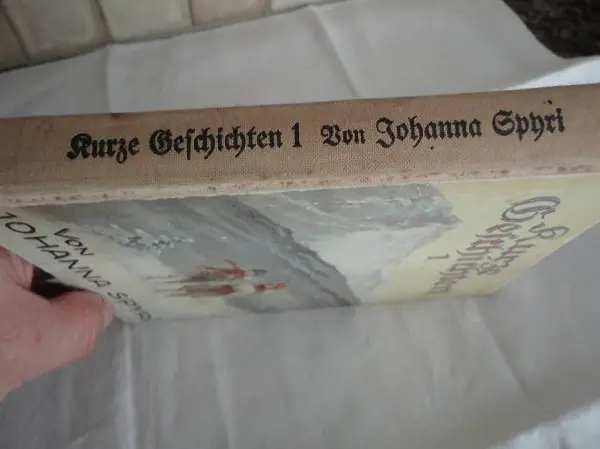 Kurze Geschichten 1 Von Johanna Spyri
Kurze
Geschichten
1
VON
JOHANNA SPYRI